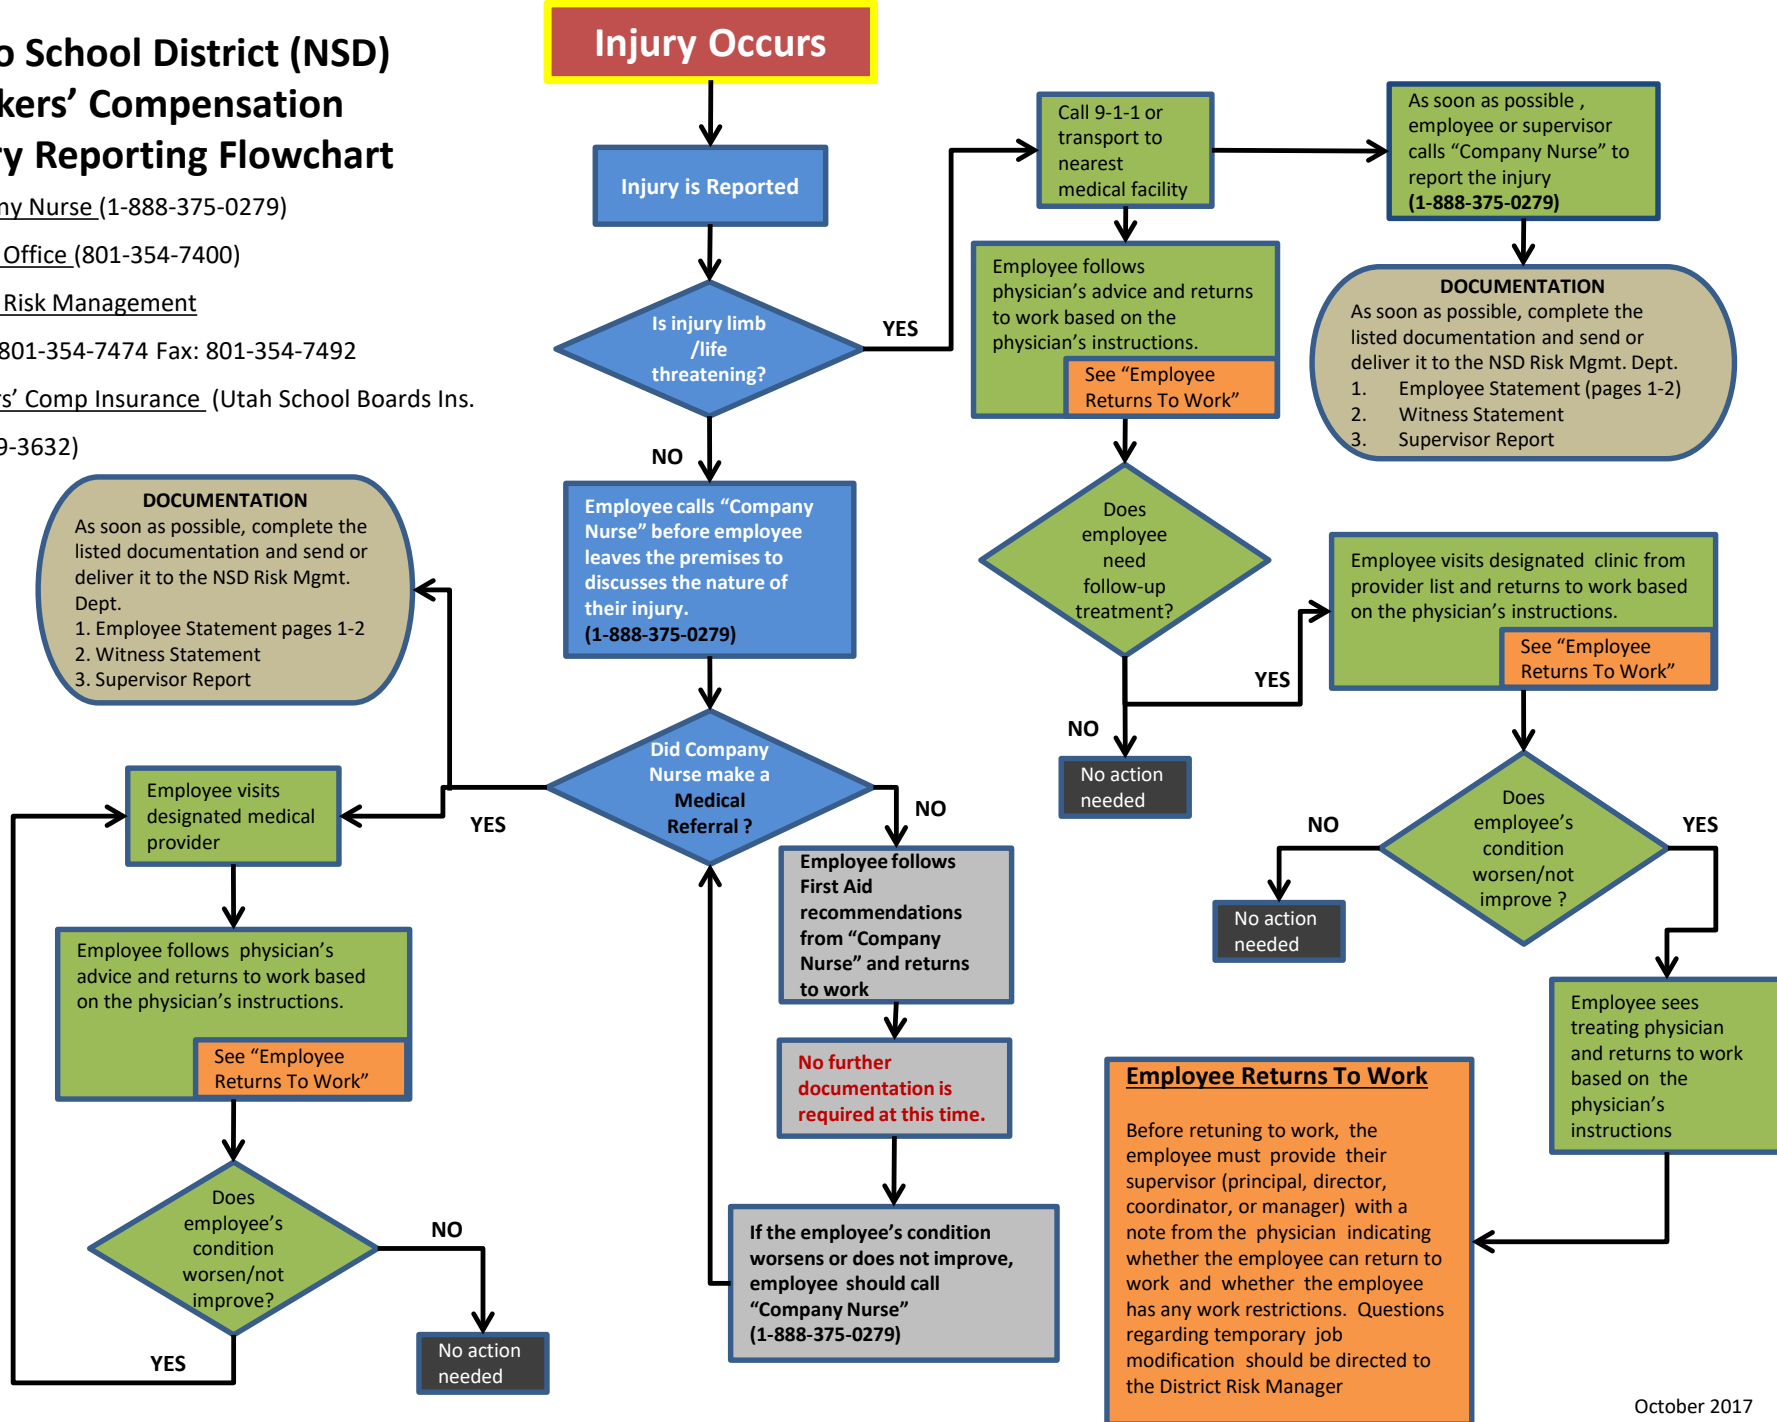 o School District (NSD)
kers’ Compensation
ry Reporting Flowchart
ny Nurse (1-888-375-0279)
Office (801-354-7400)
Risk Management
801-354-7474 Fax: 801-354-7492
rs’ Comp Insurance (Utah School Boards Ins.
9-3632)
Injury Occurs
Injury is Reported
Is injury limb
/life
threatening?
YES
NO
Call 9-1-1 or
transport to
nearest
medical facility
As soon as possible ,
employee or supervisor
calls “Company Nurse” to
report the injury
(1-888-375-0279)
DOCUMENTATION
As soon as possible, complete the
listed documentation and send or
deliver it to the NSD Risk Mgmt. Dept.
1. Employee Statement (pages 1-2)
2. Witness Statement
3. Supervisor Report
Employee follows
physician’s advice and returns
to work based on the
physician’s instructions.
See “Employee
Returns To Work”
Does
employee
need
follow-up
treatment?
YES
NO
No action
needed
Employee visits designated clinic from
provider list and returns to work based
on the physician’s instructions.
See “Employee
Returns To Work”
Does
employee’s
condition
worsen/not
improve ?
NO
YES
No action
needed
Employee sees
treating physician
and returns to work
based on the
physician’s
instructions
Employee Returns To Work
Before retuning to work, the
employee must provide their
supervisor (principal, director,
coordinator, or manager) with a
note from the physician indicating
whether the employee can return to
work and whether the employee
has any work restrictions. Questions
regarding temporary job
modification should be directed to
the District Risk Manager
Employee calls “Company
Nurse” before employee
leaves the premises to
discusses the nature of
their injury.
(1-888-375-0279)
Did Company
Nurse make a
Medical
Referral ?
YES
NO
DOCUMENTATION
As soon as possible, complete the
listed documentation and send or
deliver it to the NSD Risk Mgmt.
Dept.
1. Employee Statement pages 1-2
2. Witness Statement
3. Supervisor Report
Employee visits
designated medical
provider
Employee follows physician’s
advice and returns to work based
on the physician’s instructions.
See “Employee
Returns To Work”
Does
employee’s
condition
worsen/not
improve?
NO
YES
No action
needed
Employee follows
First Aid
recommendations
from “Company
Nurse” and returns
to work
No further
documentation is
required at this time.
If the employee’s condition
worsens or does not improve,
employee should call
“Company Nurse”
(1-888-375-0279)
October 2017